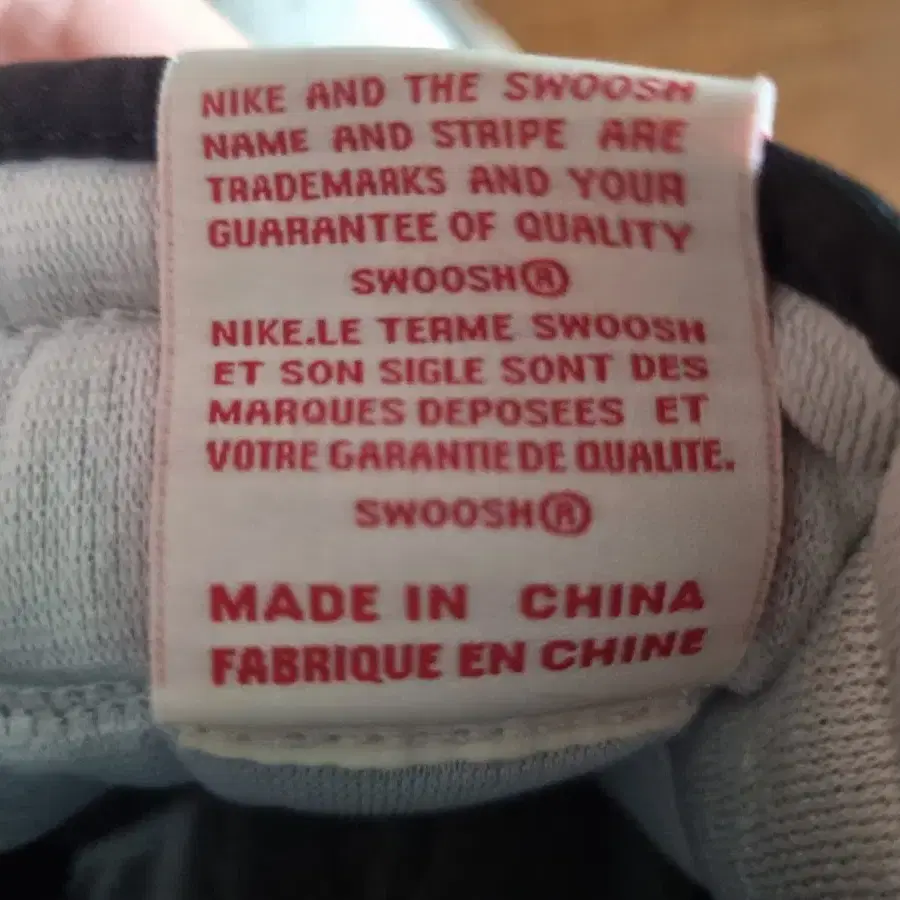 NIKE AND THE SWOOSH
NAME AND STRIPE ARE
TRADEMARKS AND YOUR
GUARANTEE OF QUALITY
SWOOSH®
NIKE.LE TERME SWOOSH
ET SON SIGLE SONT DES
MARQUES DEPOSEES ET
VOTRE GARANTIE DE QUALITE.
SWOOSH®
MADE IN CHINA
FABRIQUE EN CHINE